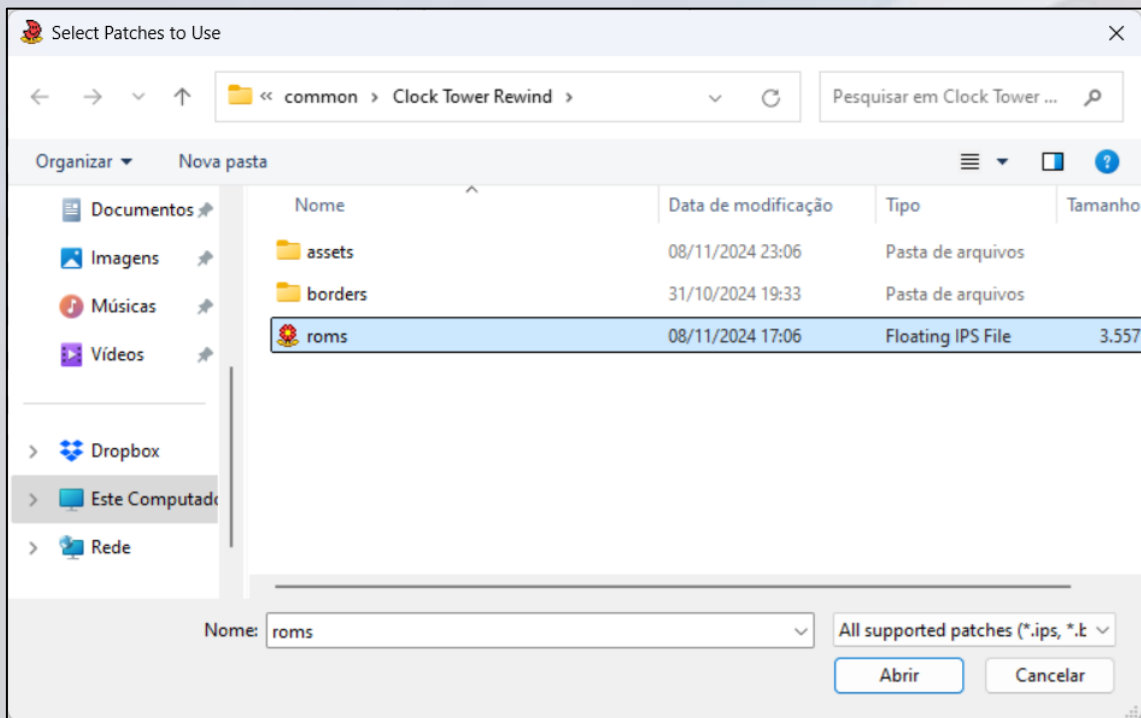 Select Patches to Use
« common › Clock Tower Rewind ›
Pesquisar em Clock Tower ...
Organizar Nova pasta
Nome Data de modificação Tipo Tamanho
Documentos
Imagens
Músicas
Vídeos
Dropbox
Este Computado
Rede
assets 08/11/2024 23:06 Pasta de arquivos
borders 31/10/2024 19:33 Pasta de arquivos
roms 08/11/2024 17:06 Floating IPS File 3.557
Nome: roms All supported patches (*.ips, *.b
Abrir Cancelar